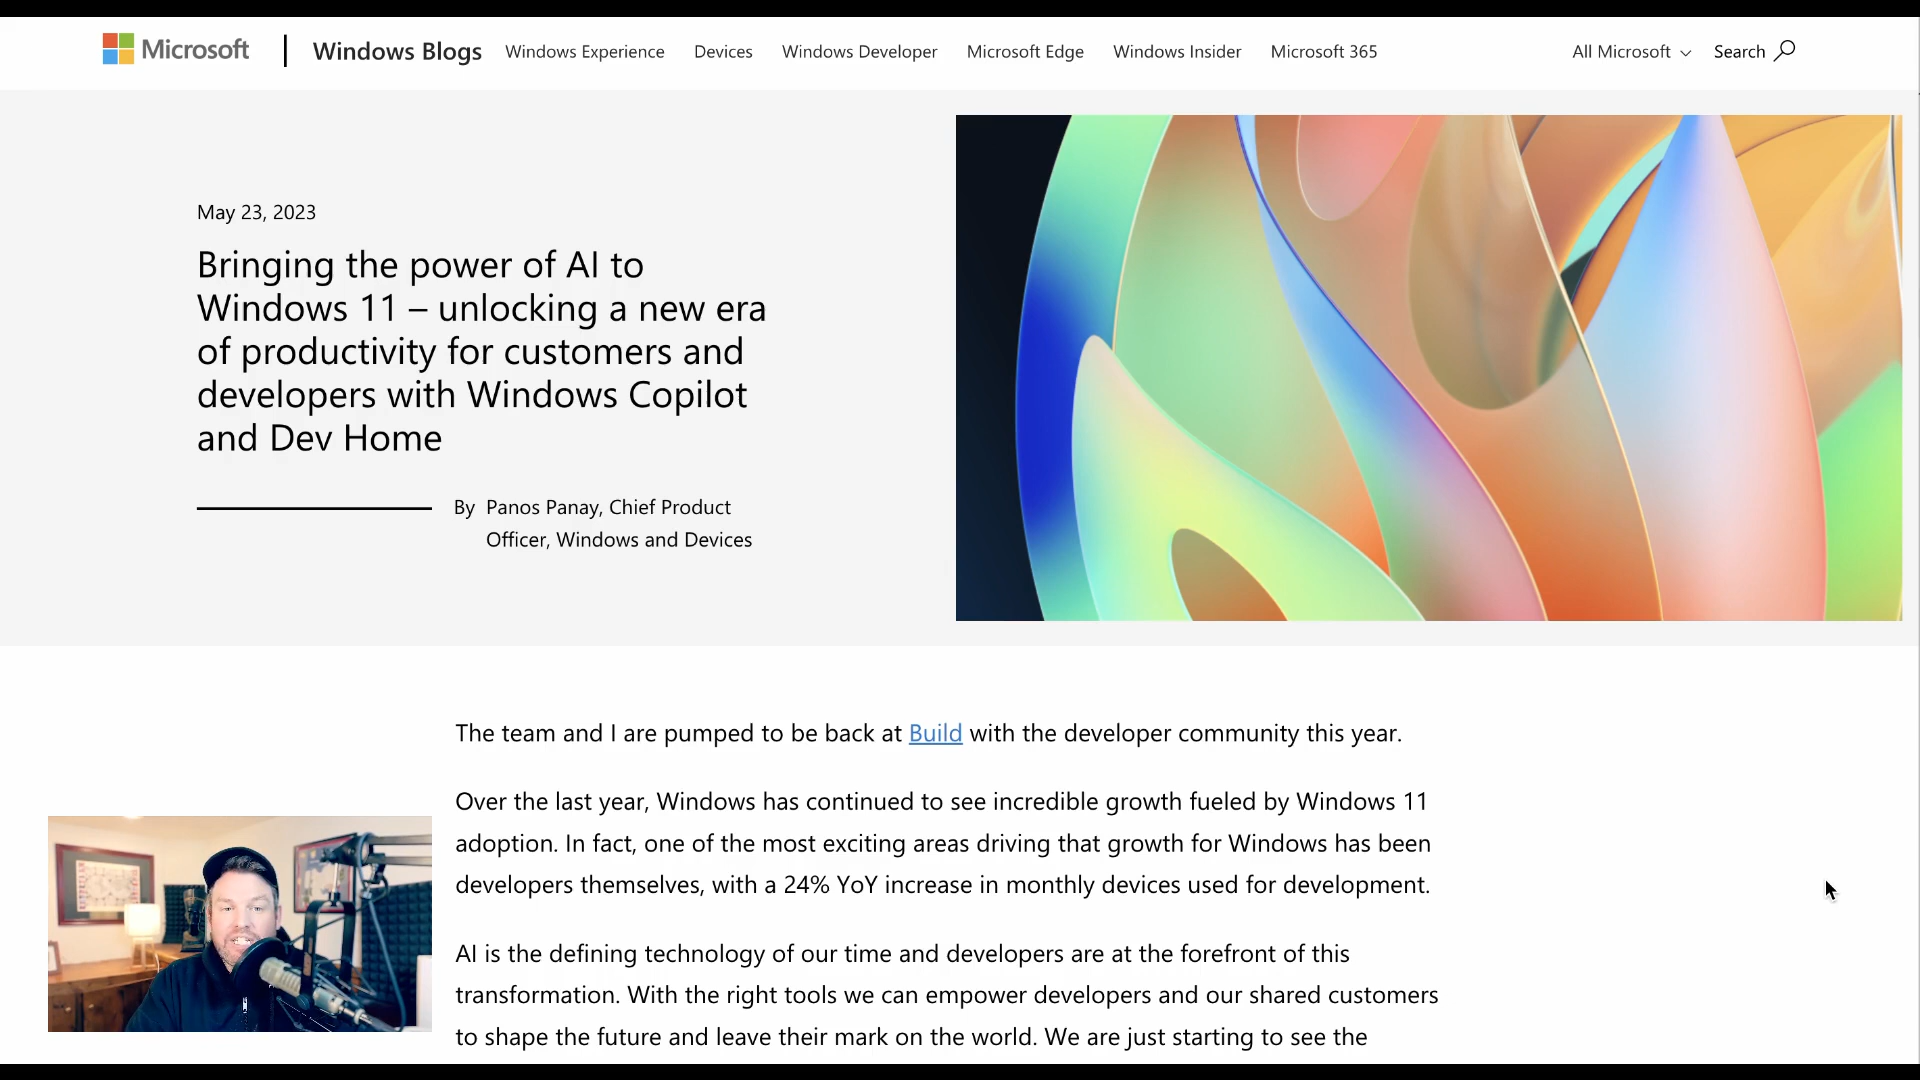 Microsoft
Windows Blogs
Windows Experience
Devices
Windows Developer
Microsoft Edge
Windows Insider
Microsoft 365
All Microsoft
Search
May 23, 2023
Bringing the power of AI to
Windows 11 – unlocking a new era
of productivity for customers and
developers with Windows Copilot
and Dev Home
By Panos Panay, Chief Product
Officer, Windows and Devices
The team and I are pumped to be back at Build with the developer community this year.
Over the last year, Windows has continued to see incredible growth fueled by Windows 11
adoption. In fact, one of the most exciting areas driving that growth for Windows has been
developers themselves, with a 24% YoY increase in monthly devices used for development.
AI is the defining technology of our time and developers are at the forefront of this
transformation. With the right tools we can empower developers and our shared customers
to shape the future and leave their mark on the world. We are just starting to see the